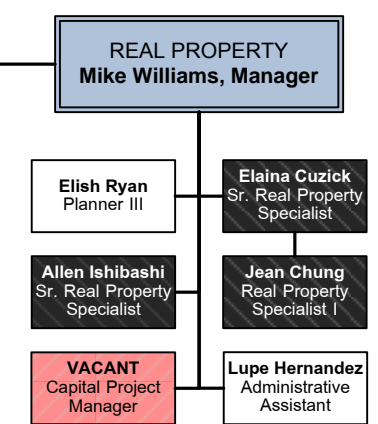 REAL PROPERTY
Mike Williams, Manager
Elish Ryan
Planner III
Elaina Cuzick
Sr. Real Property
Specialist
Allen Ishibashi
Sr. Real Property
Specialist
Jean Chung
Real Property
Specialist I
VACANT
Capital Project
Manager
Lupe Hernandez
Administrative
Assistant